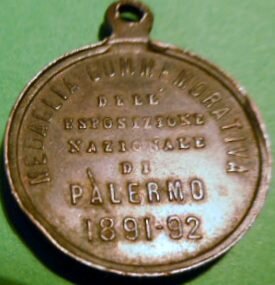 MEDAGLIA COMMEMORATIVA
DELL'
ESPOSIZIONE
NAZIONALE
DI
PALERMO
1891-92